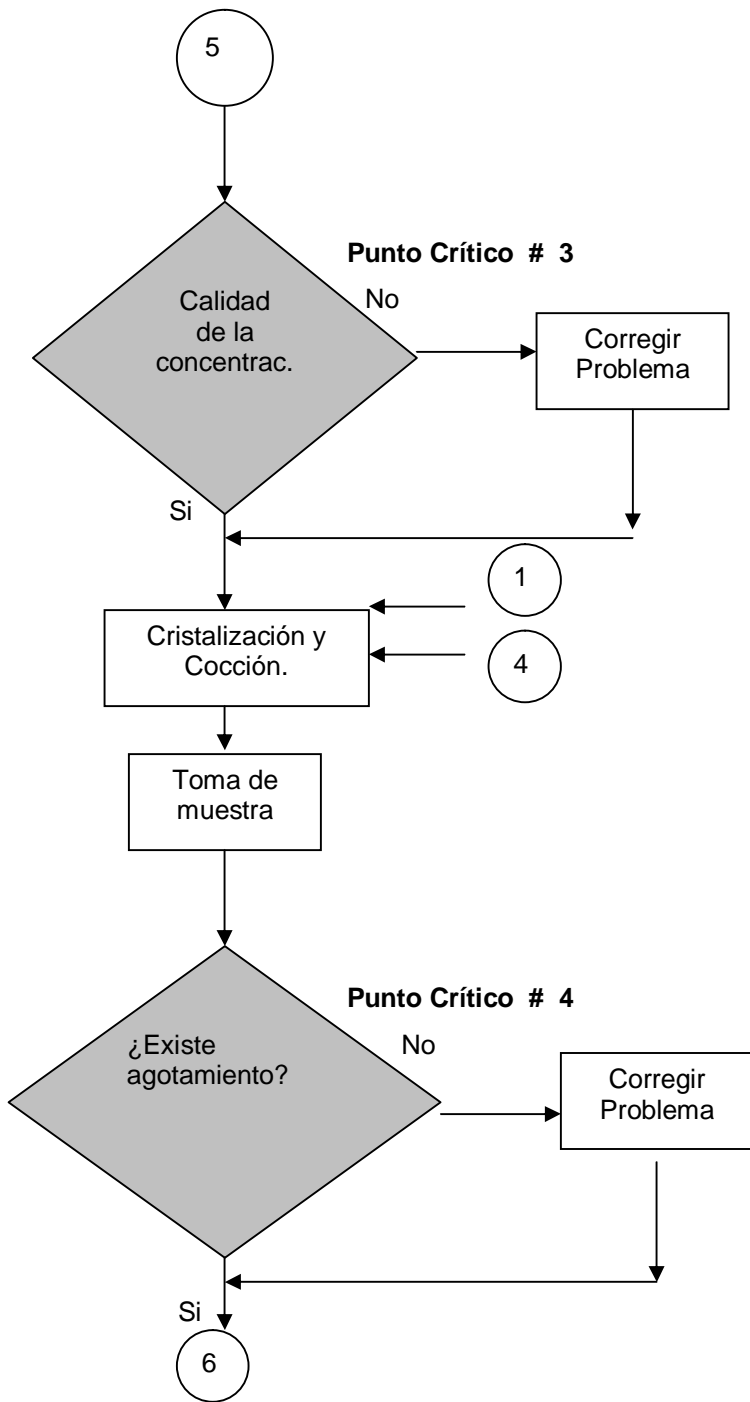 5
Punto Crítico # 3
Calidad
de la
concentrac.
No
Corregir
Problema
Si
1
Cristalización y
Cocción.
4
Toma de
muestra
Punto Crítico # 4
¿Existe
agotamiento?
No
Corregir
Problema
Si
6